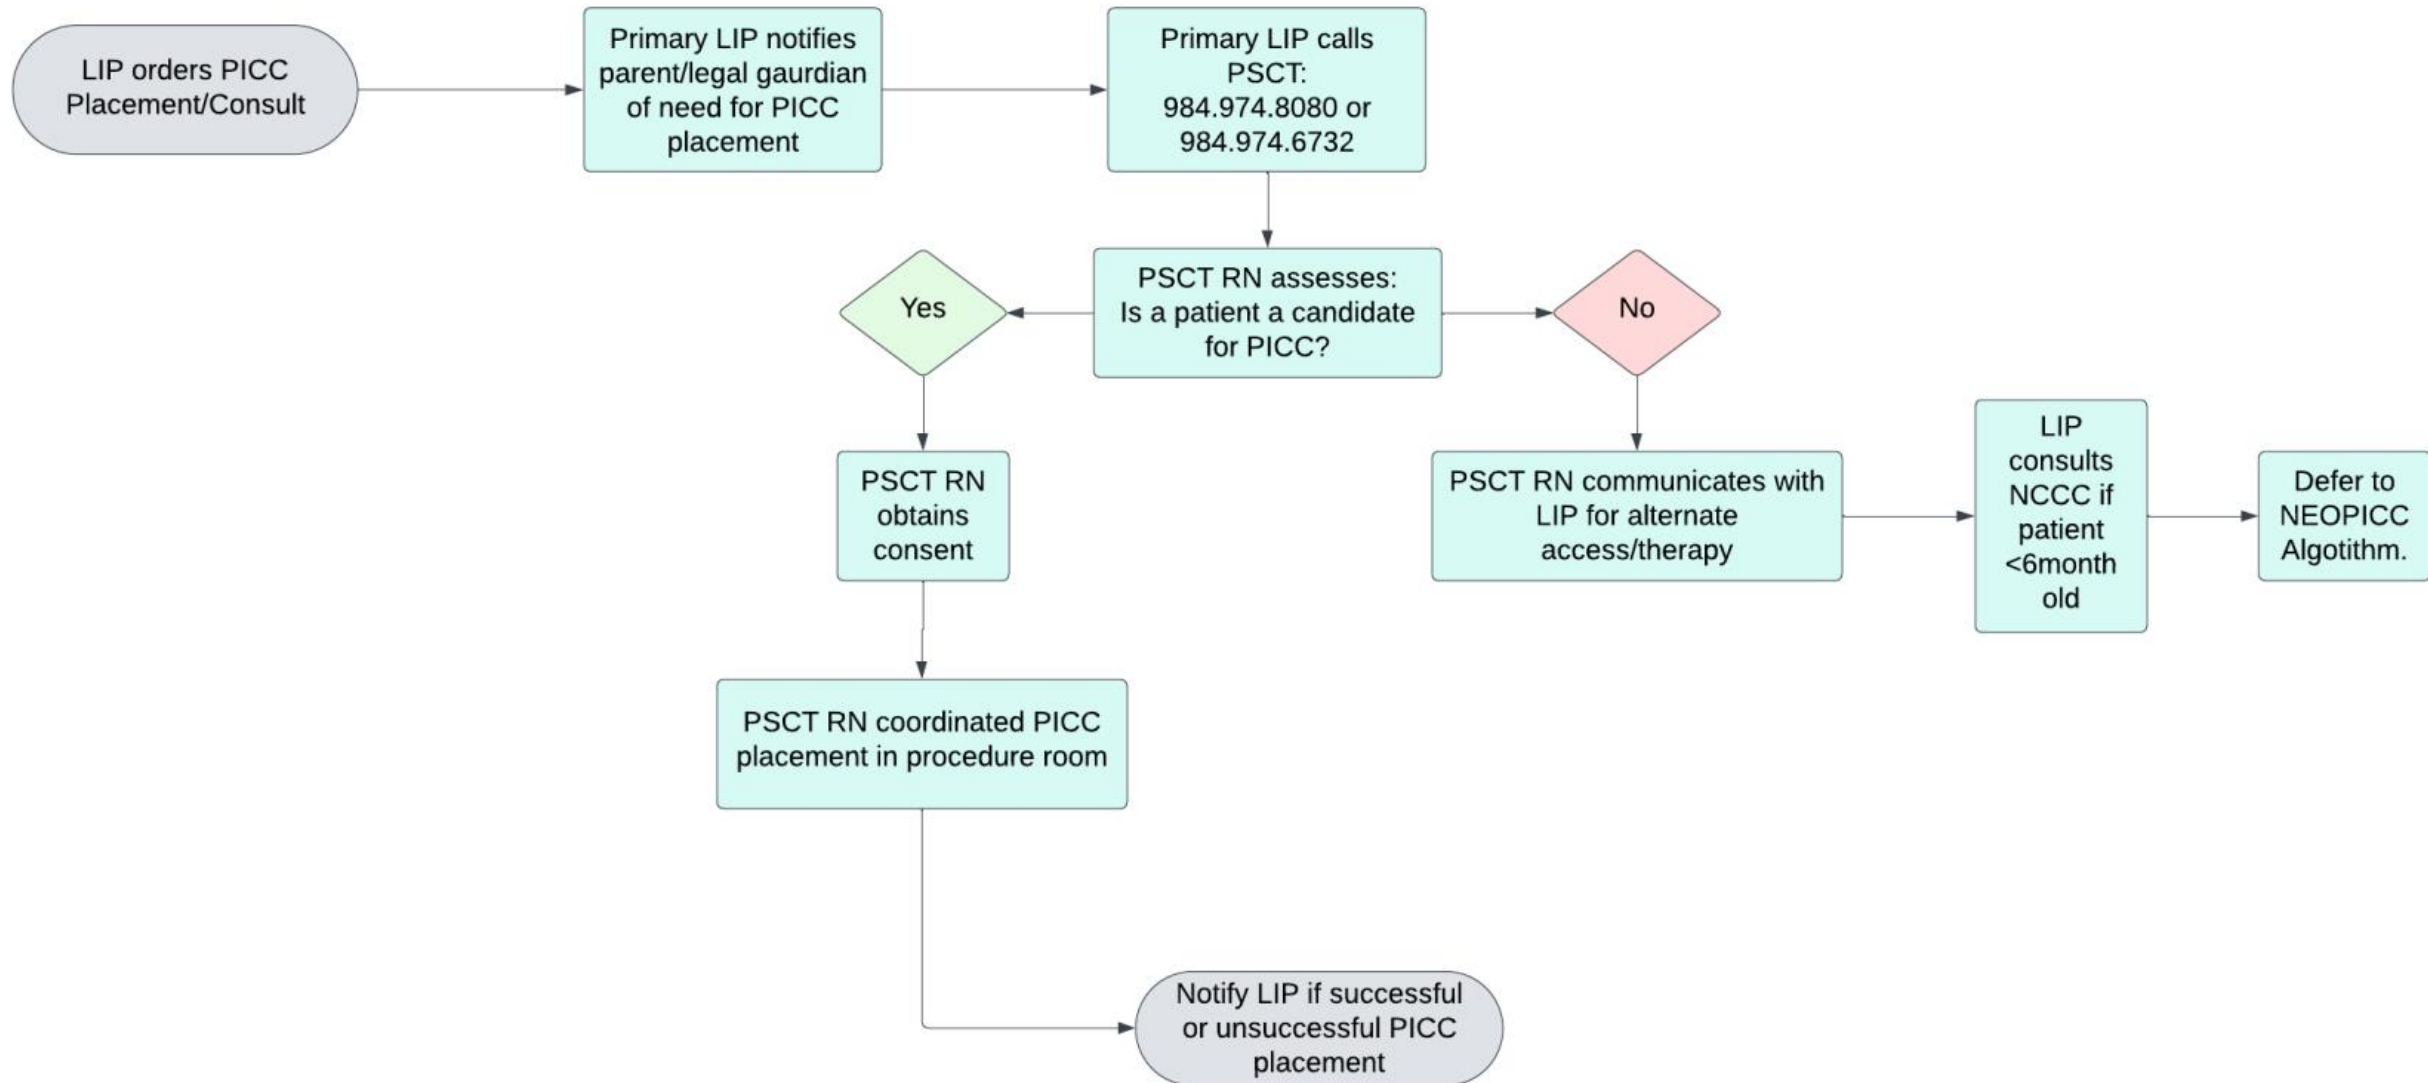 LIP orders PICC
Placement/Consult
Primary LIP notifies
parent/legal gaurdian
of need for PICC
placement
Primary LIP calls
PSCT:
984.974.8080 or
984.974.6732
PSCT RN assesses:
Is a patient a candidate
for PICC?
Yes
No
PSCT RN
obtains
consent
PSCT RN communicates with
LIP for alternate
access/therapy
LIP
consults
NCCC if
patient
<6month
old
Defer to
NEOPICC
Algotithm.
PSCT RN coordinated PICC
placement in procedure room
Notify LIP if successful
or unsuccessful PICC
placement